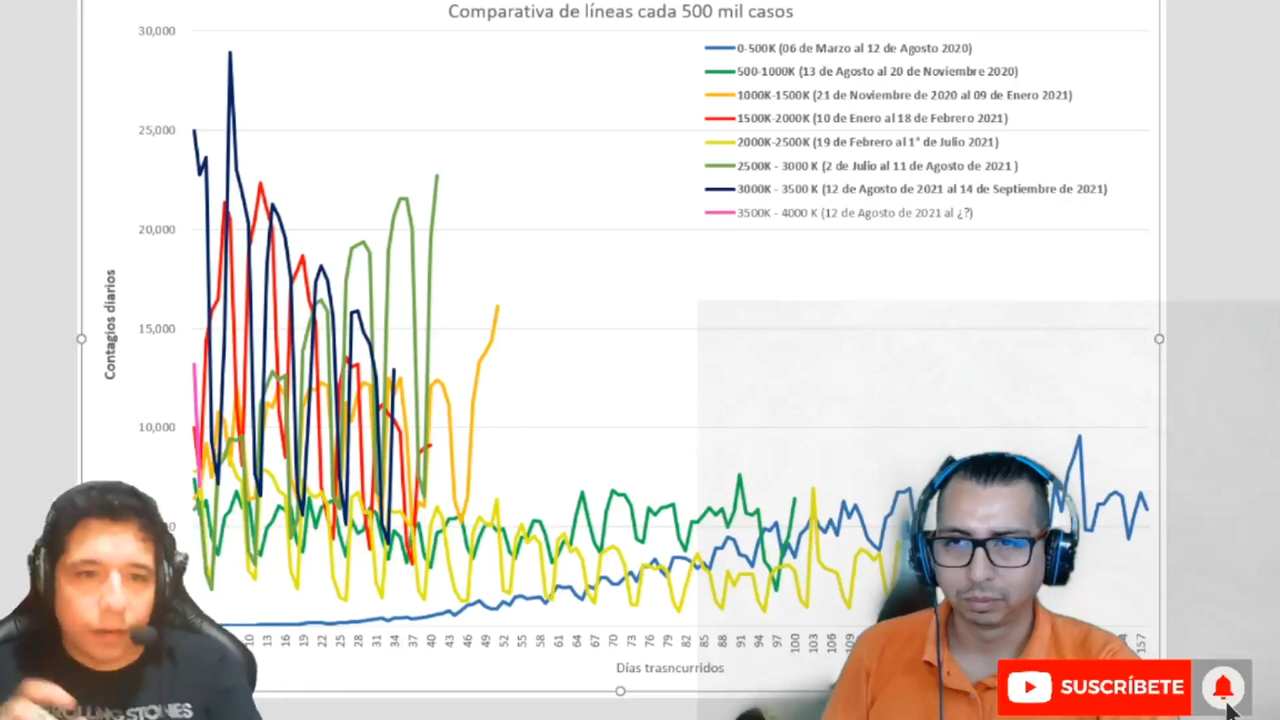 Comparativa de líneas cada 500 mil casos
30,000
25,000
20,000
15,000
10,000
Contagios diarios
0-500K (06 de Marzo al 12 de Agosto 2020)
500-1000K (13 de Agosto al 20 de Noviembre 2020)
1000K-1500K (21 de Noviembre de 2020 al 09 de Enero 2021)
1500K-2000K (10 de Enero al 18 de Febrero 2021)
2000K-2500K (19 de Febrero al 1° de Julio 2021)
2500K - 3000 K (2 de Julio al 11 de Agosto de 2021 )
3000K - 3500 K (12 de Agosto de 2021 al 14 de Septiembre de 2021)
3500K - 4000 K (12 de Agosto de 2021 al ¿?)
10 13 16 19 22 25 28 31 34 37 40 43 46 49 52 55 58 61 64 67 70 73 76 79 82 85 88 91 94 97 100 103 106 109 157
Días trasncurridos
SUSCRÍBETE
ROLLING STONES